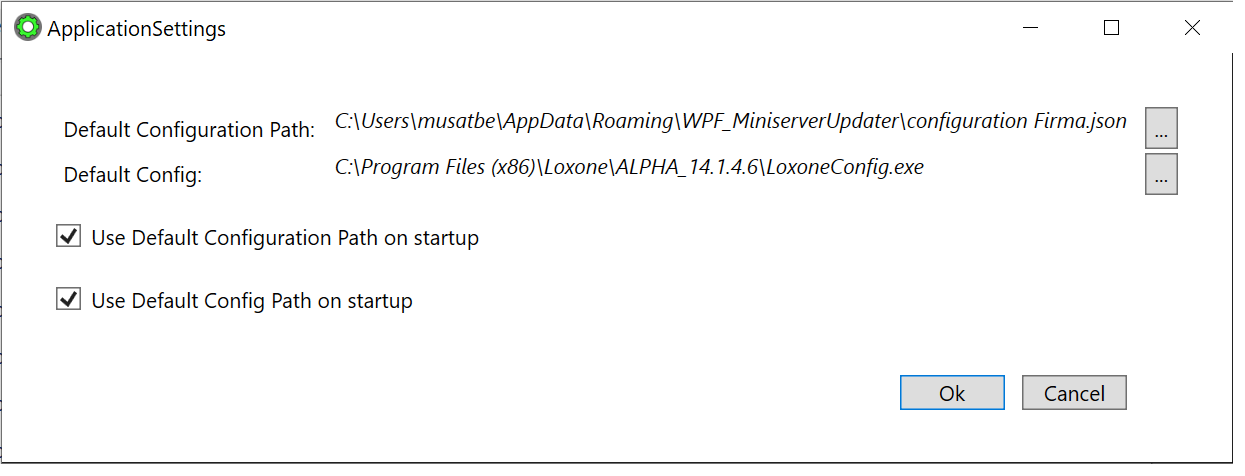 ApplicationSettings
Default Configuration Path: C:\Users\musatbe\AppData\Roaming\WPF_MiniserverUpdater\configuration Firma.json ...
Default Config: C:\Program Files (x86)\Loxone\ALPHA_14.1.4.6\LoxoneConfig.exe ...
Use Default Configuration Path on startup
Use Default Config Path on startup
Ok Cancel